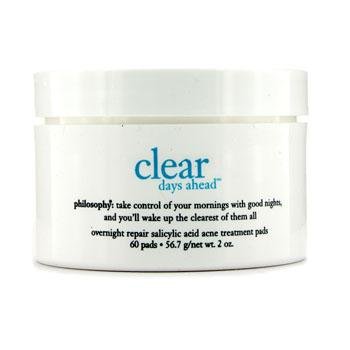 clear
days ahead™
philosophy®: take control of your mornings with good nights,
and you'll wake up the clearest of them all
overnight repair salicylic acid acne treatment pads
60 pads • 56.7 g/net wt. 2 oz.